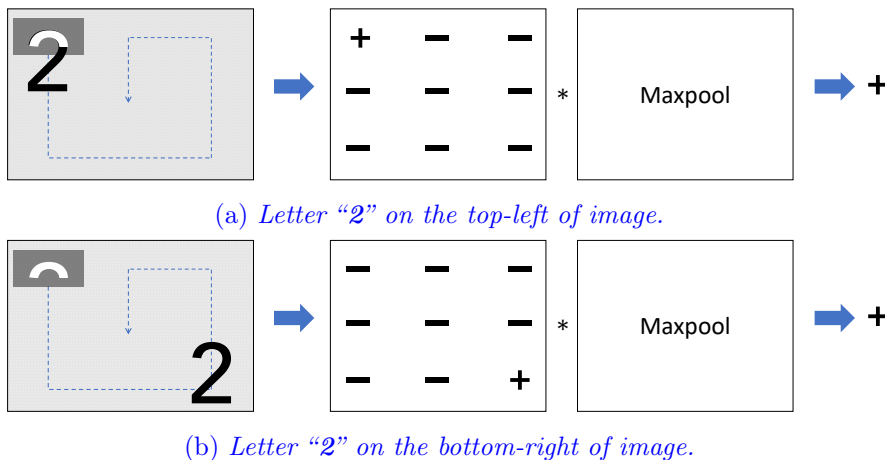 2
+ − −
− − −
− − −
*
Maxpool
+
(a) Letter “2” on the top-left of image.
2
− − −
− − −
− − +
*
Maxpool
+
(b) Letter “2” on the bottom-right of image.